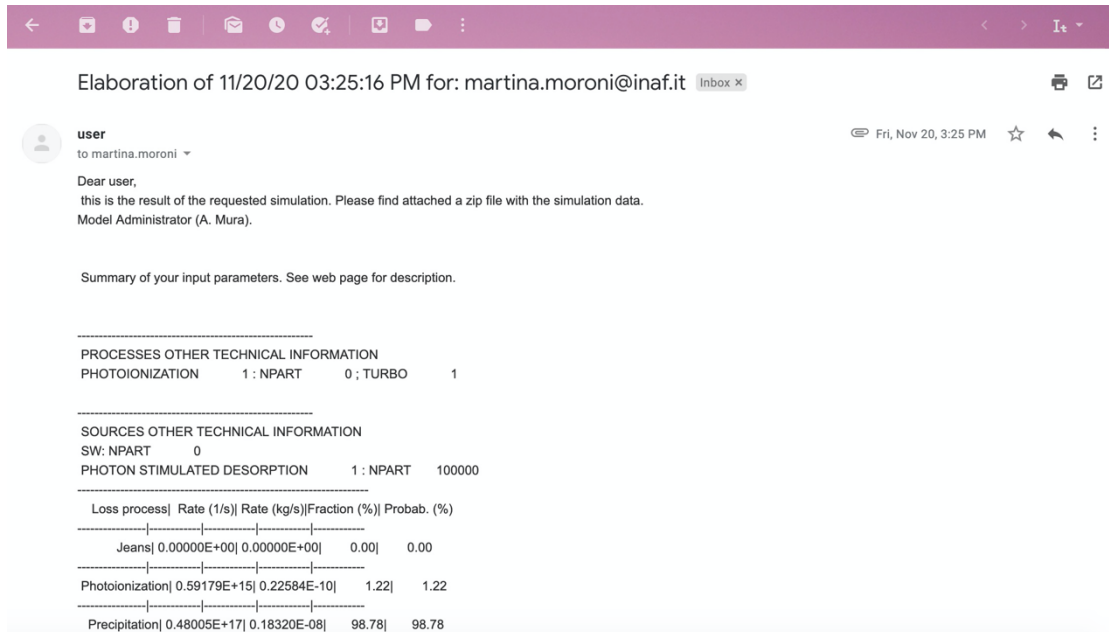 Elaboration of 11/20/20 03:25:16 PM for: martina.moroni@inaf.it Inbox ×
user
Fri, Nov 20, 3:25 PM
to martina.moroni
Dear user,
this is the result of the requested simulation. Please find attached a zip file with the simulation data.
Model Administrator (A. Mura).
Summary of your input parameters. See web page for description.
-------------------------------------------------------
PROCESSES OTHER TECHNICAL INFORMATION
PHOTOIONIZATION 1 : NPART 0 ; TURBO 1
-------------------------------------------------------
SOURCES OTHER TECHNICAL INFORMATION
SW: NPART 0
PHOTON STIMULATED DESORPTION 1 : NPART 100000
--------------------------------------------------------------------
Loss process| Rate (1/s)| Rate (kg/s)|Fraction (%)| Probab. (%)
----------------|------------|------------|------------|------------
Jeans| 0.00000E+00| 0.00000E+00| 0.00| 0.00
----------------|------------|------------|------------|------------
Photoionization| 0.59179E+15| 0.22584E-10| 1.22| 1.22
----------------|------------|------------|------------|------------
Precipitation| 0.48005E+17| 0.18320E-08| 98.78| 98.78